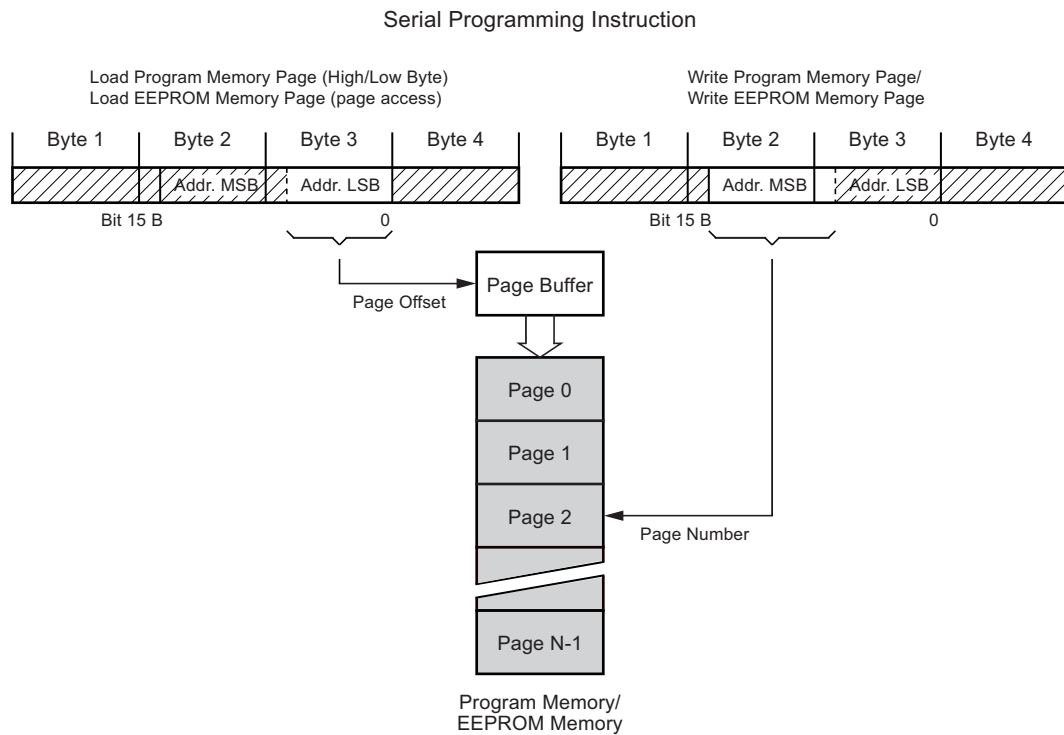 Serial Programming Instruction
Load Program Memory Page (High/Low Byte)
Load EEPROM Memory Page (page access)
Write Program Memory Page/
Write EEPROM Memory Page
Byte 1 Byte 2 Byte 3 Byte 4 Byte 1 Byte 2 Byte 3 Byte 4
Addr. MSB Addr. LSB Addr. MSB Addr. LSB
Bit 15 B 0 Bit 15 B 0
Page Buffer
Page Offset
Page 0
Page 1
Page 2
Page Number
Page N-1
Program Memory/
EEPROM Memory